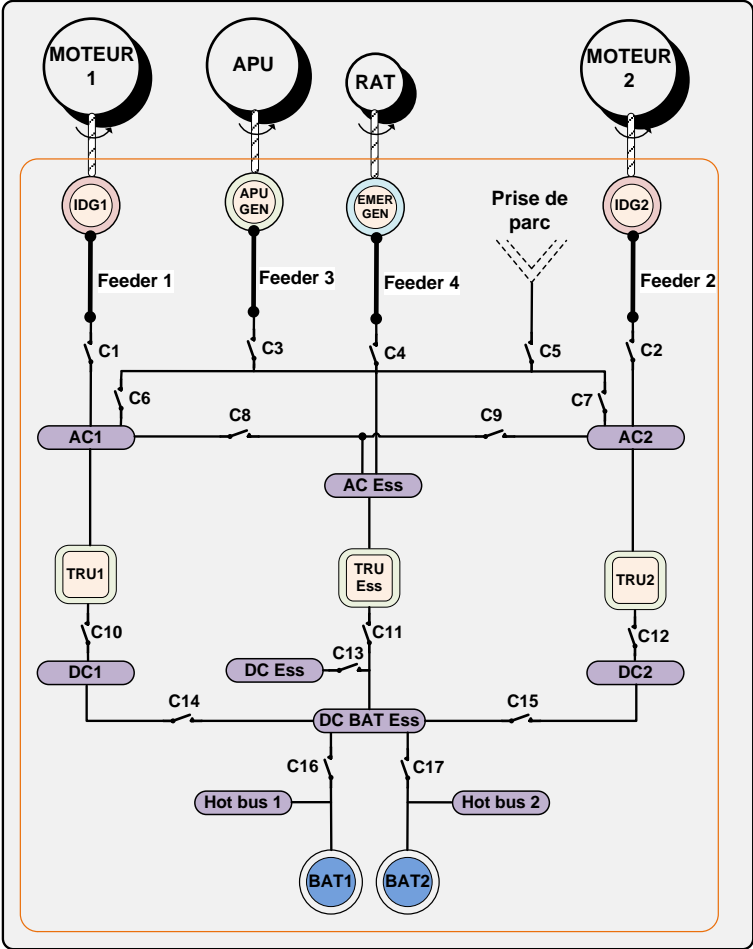 MOTEUR
1
APU
RAT
MOTEUR
2
IDG1
APU
GEN
EMER
GEN
Prise de
parc
IDG2
Feeder 1
Feeder 3
Feeder 4
Feeder 2
C1
C3
C4
C5
C2
C6
C7
C8
C9
AC1
AC2
AC Ess
TRU1
TRU
Ess
TRU2
C10
C11
C12
C13
DC1
DC Ess
DC2
C14
DC BAT Ess
C15
C16
C17
Hot bus 1
Hot bus 2
BAT1
BAT2